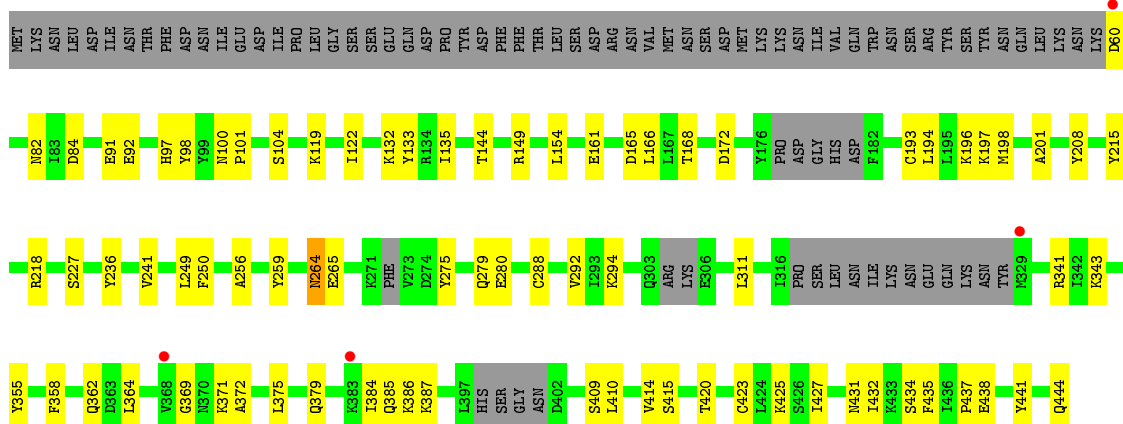 MET LYS ASN LEU ASP ILE ASN THR PHE ASP ASN ILE GLU ASP ILE PRO LEU GLY SER SER GLU GLN ASP PRO TYR ASP PHE PHE THR LEU SER ASP ARG ASN VAL MET ASN SER ASP MET LYS LYS ASN ILE VAL GLN TRP ASN SER ARG TYR SER TYR ASN GLN LEU LYS ASN LYS D60
N82 I83 D84 E91 E92 H97 Y98 Y99 N100 P101 S104 K119 I122 K132 Y133 R134 I135 T144 R149 L154 E161 D165 L166 L167 T168 D172 Y176 PRO ASP GLY HIS ASP F182 C193 L194 L195 K196 K197 M198 A201 Y208 Y215
R218 S227 Y236 V241 L249 F250 A256 Y259 N264 E265 K271 PHE V273 D274 Y275 Q279 E280 C288 V292 I293 K294 Q303 ARG LYS E306 L311 I316 PRO SER LEU ASN ILE LYS ASN GLU GLN LYS ASN TYR M329 R341 I342 K343
Y355 F358 Q362 D363 L364 V368 G369 N370 K371 A372 L375 Q379 K383 I384 Q385 K386 K387 L397 HIS SER GLY ASN D402 S409 L410 V414 S415 T420 C423 L424 K425 S426 I427 N431 I432 K433 S434 F435 I436 P437 E438 Y441 Q444